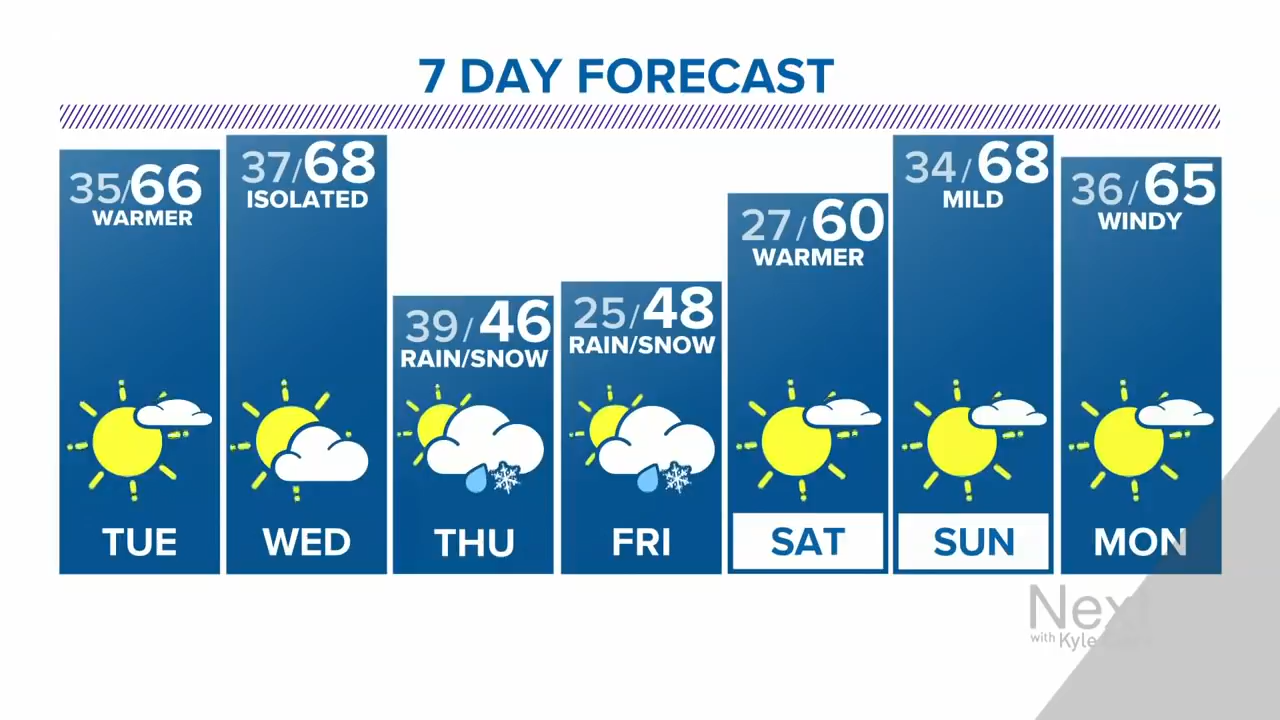 7 DAY FORECAST
35/66
WARMER
TUE
37/68
ISOLATED
WED
39/46
RAIN/SNOW
THU
25/48
RAIN/SNOW
FRI
27/60
WARMER
SAT
34/68
MILD
SUN
36/65
WINDY
MON
Next
with Kyle